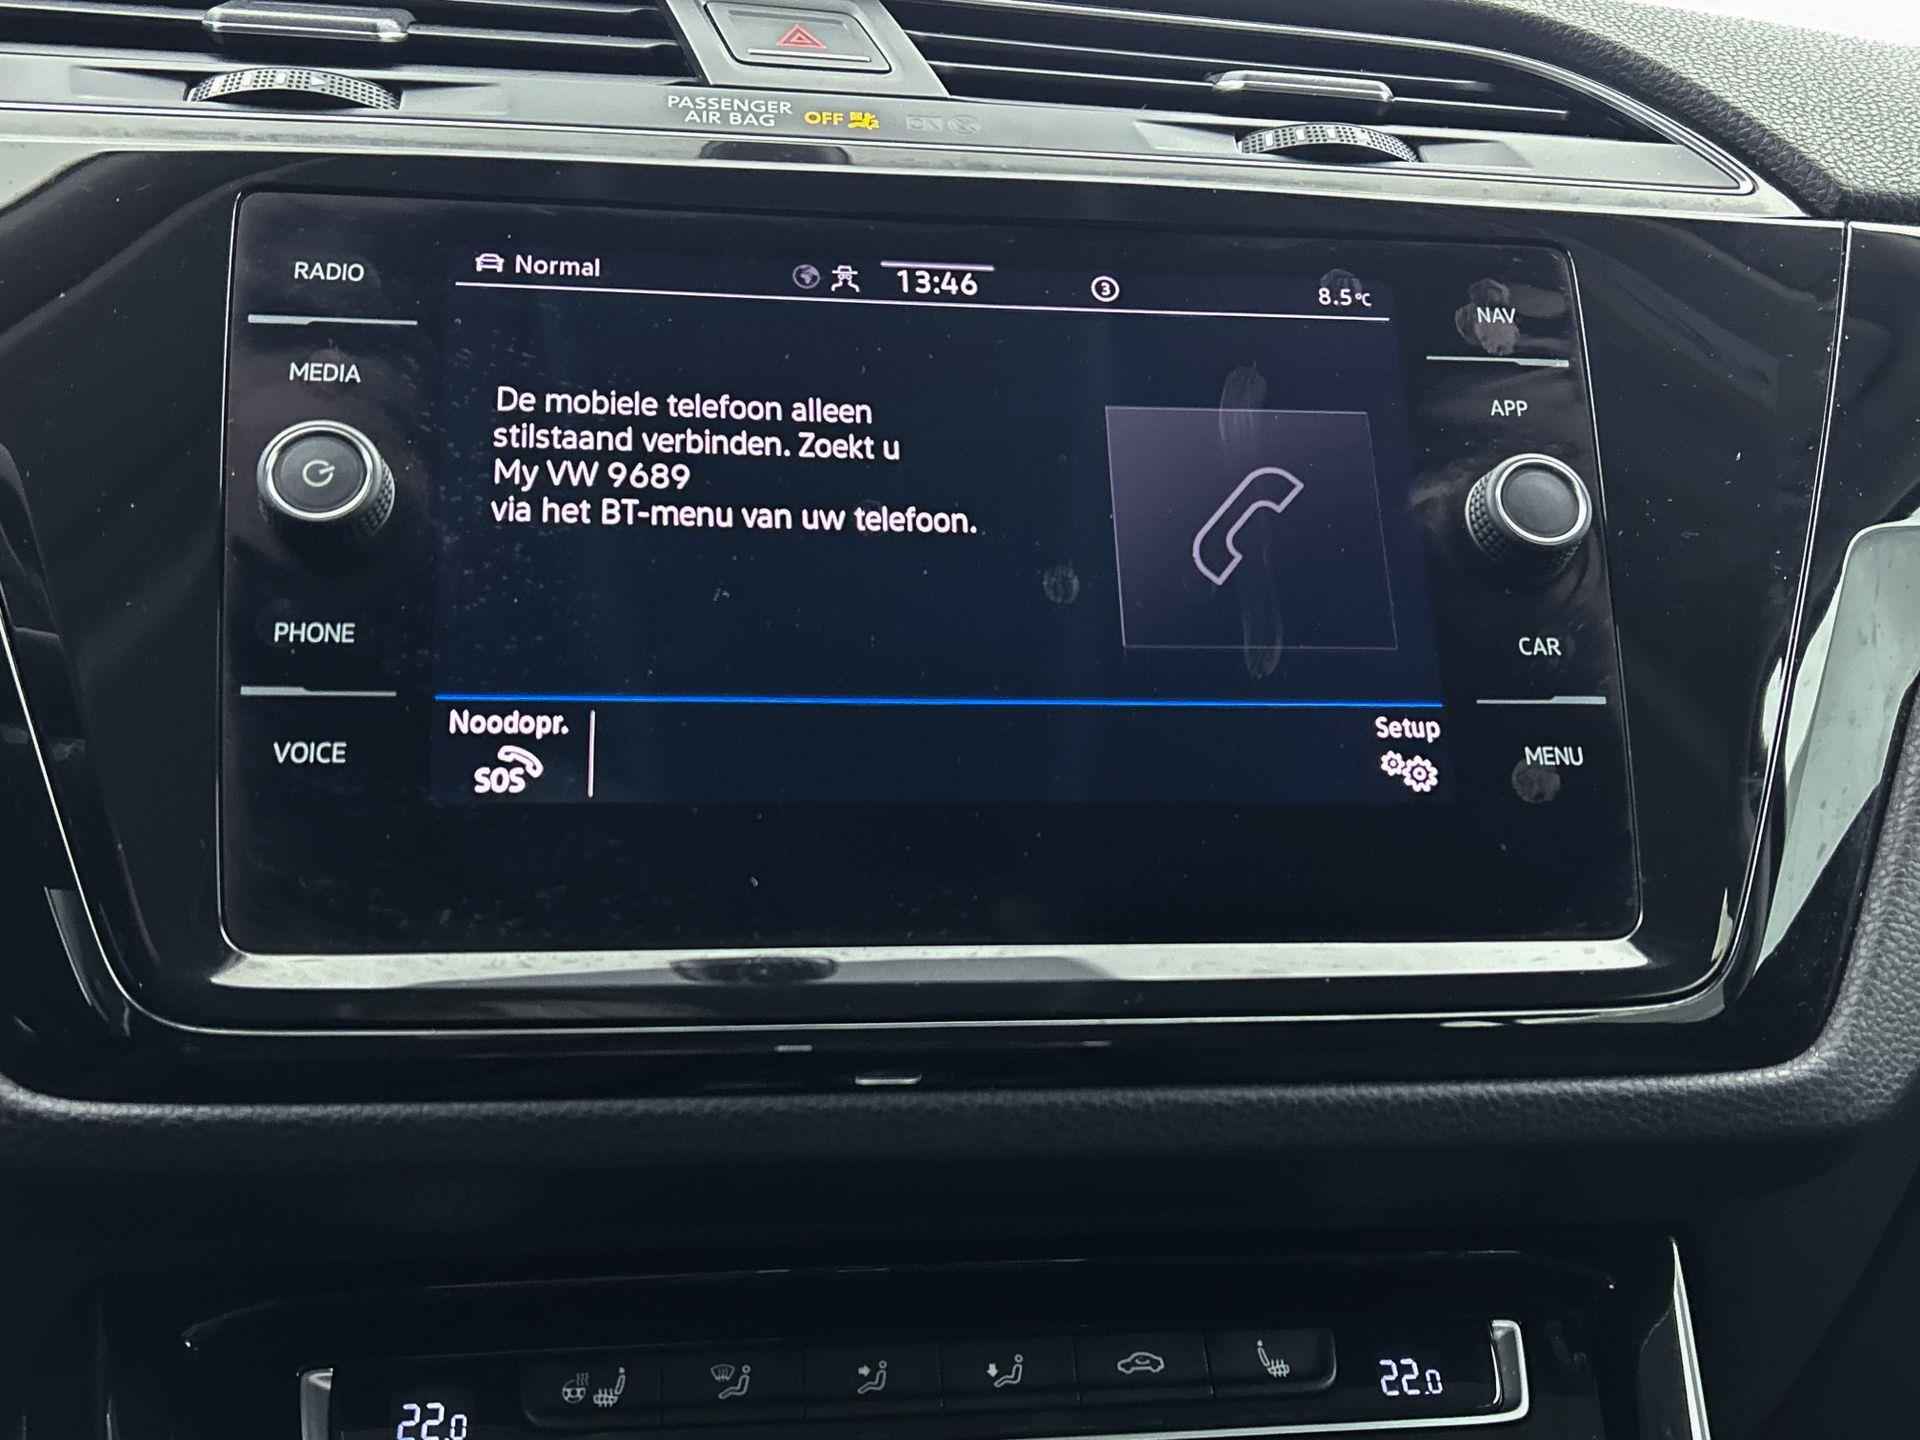 PASSENGER
AIR BAG OFF
ON
RADIO
MEDIA
PHONE
VOICE
Normal 13:46 3 8.5°C
De mobiele telefoon alleen
stilstaand verbinden. Zoekt u
My VW 9689
via het BT-menu van uw telefoon.
Noodopr.
SOS
Setup
NAV
APP
CAR
MENU
22.0
22.0